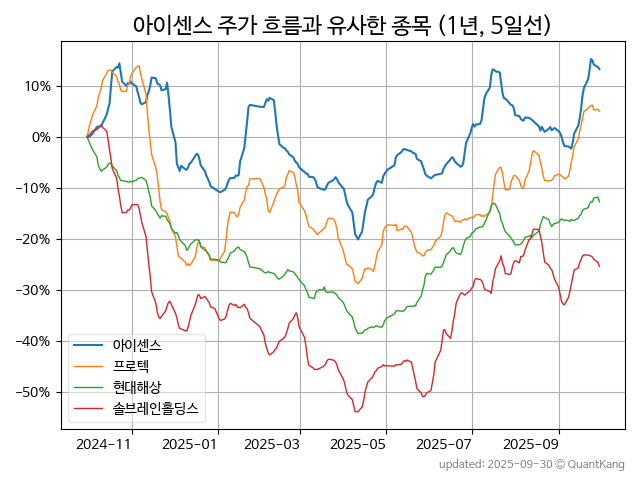 아이센스 주가 흐름과 유사한 종목 (1년, 5일선)
10%
0%
−10%
−20%
−30%
−40%
−50%
아이센스
프로텍
현대해상
솔브레인홀딩스
2024-11 2025-01 2025-03 2025-05 2025-07 2025-09
updated: 2025-09-30 © QuantKang